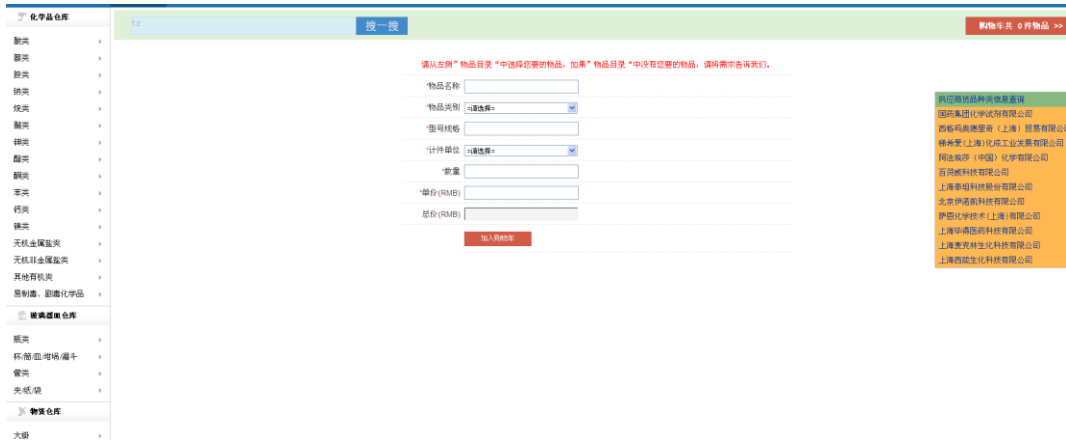 化学品仓库
酸类
醇类
胺类
钠类
烷类
钾类
酯类
酮类
苯类
钙类
镁类
无机金属盐类
无机非金属盐类
其他有机类
易制毒、剧毒化学品
玻璃器皿仓库
瓶类
杯/筒/皿/坩埚/漏斗
管类
夹/纸/袋
物资仓库
大褂
搜一搜
购物车共 0 件物品 >>
请从左侧”物品目录“中选择您要的物品，如果”物品目录“中没有您要的物品，请将需求告诉我们。
*物品名称
*物品类别 =请选择=
*型号规格
*计件单位 =请选择=
*数量
*单价(RMB)
总价(RMB)
加入购物车
供应商货品种类信息查询
国药集团化学试剂有限公司
西格玛奥德里奇（上海）贸易有限公司
梯希爱(上海)化成工业发展有限公司
阿法埃莎（中国）化学有限公司
百灵威科技有限公司
上海泰坦科技股份有限公司
北京伊诺凯科技有限公司
萨恩化学技术(上海)有限公司
上海毕得医药科技有限公司
上海麦克林生化科技有限公司
上海西能生化科技有限公司